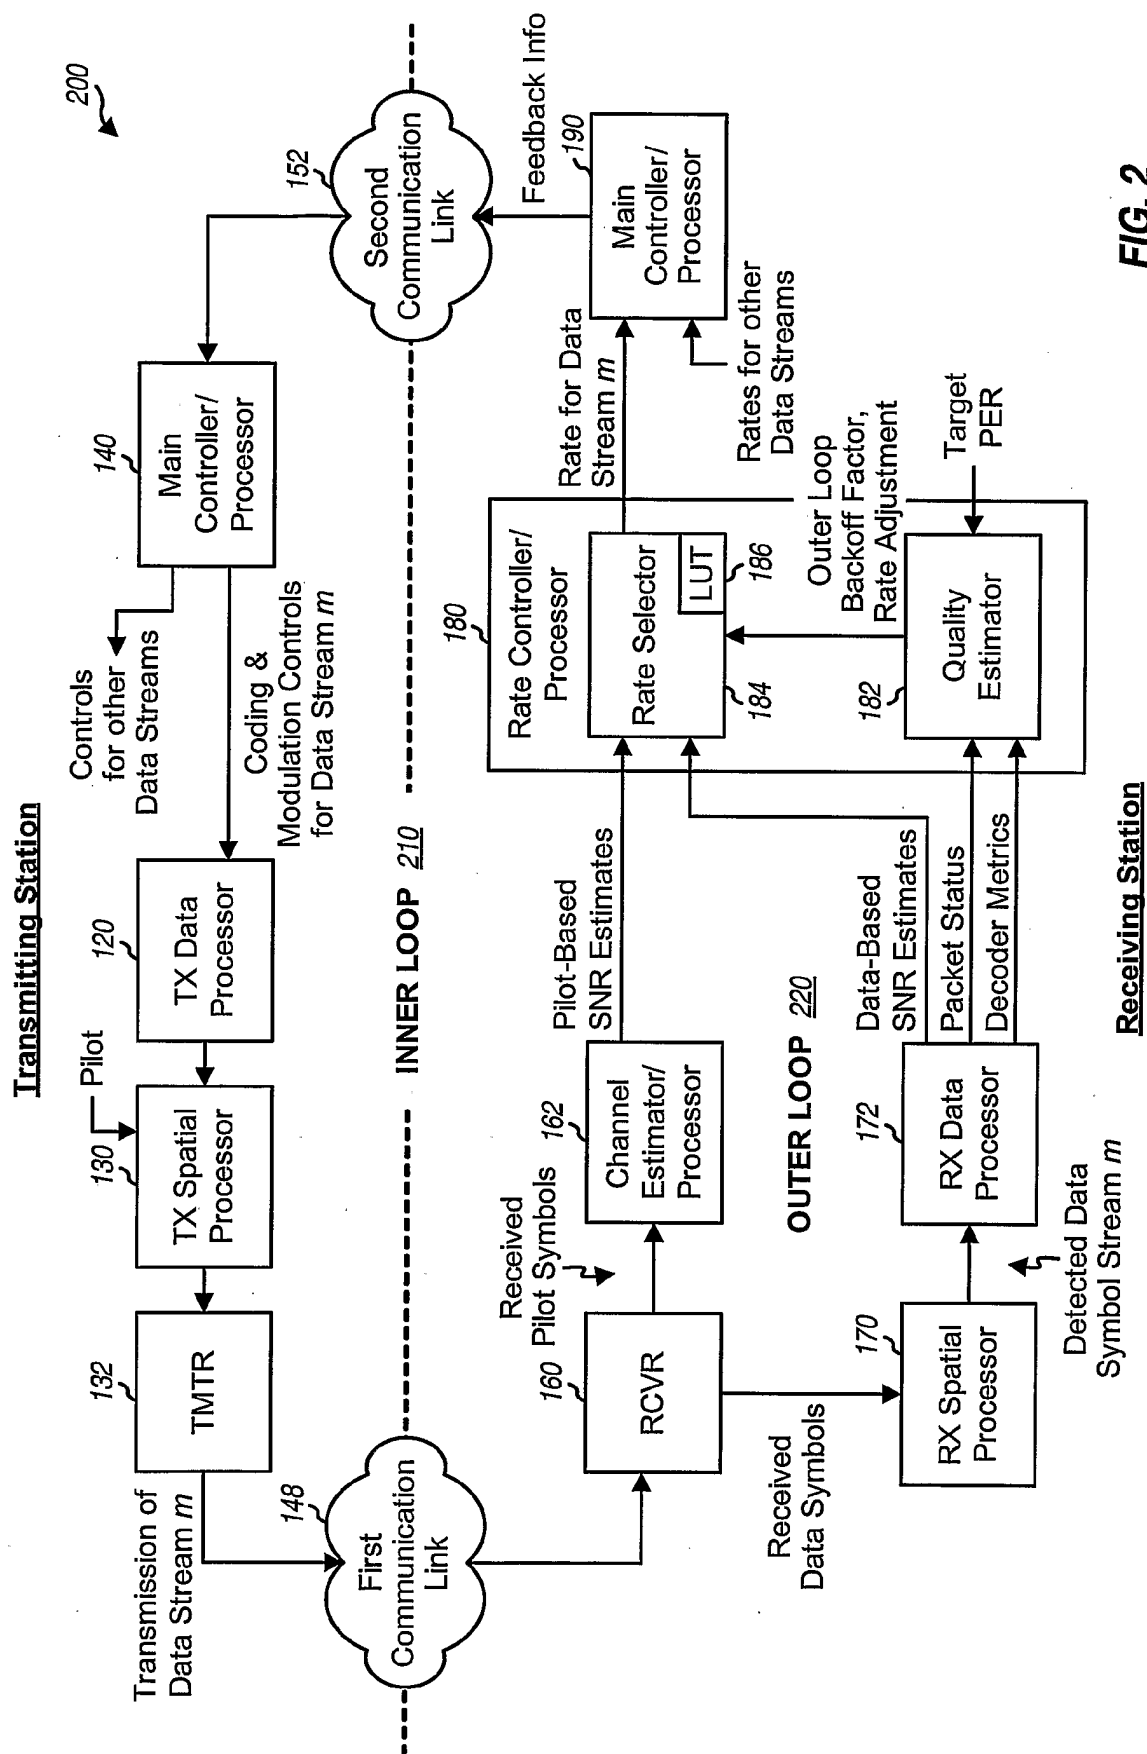 Transmitting Station
200
Transmission of
Data Stream m
132
TMTR
130
TX Spatial
Processor
Pilot
120
TX Data
Processor
Coding &
Modulation Controls
for Data Stream m
Controls
for other
Data Streams
140
Main
Controller/
Processor
148
First
Communication
Link
INNER LOOP 210
152
Second
Communication
Link
Feedback Info
160
RCVR
Received
Pilot Symbols
162
Channel
Estimator/
Processor
Pilot-Based
SNR Estimates
180
Rate Controller/
Processor
Rate Selector
LUT
184
186
Rate for Data
Stream m
190
Main
Controller/
Processor
Rates for other
Data Streams
OUTER LOOP 220
Received
Data Symbols
170
RX Spatial
Processor
Detected Data
Symbol Stream m
172
RX Data
Processor
Data-Based
SNR Estimates
Packet Status
Decoder Metrics
182
Quality
Estimator
Outer Loop
Backoff Factor,
Rate Adjustment
Target
PER
Receiving Station
FIG. 2